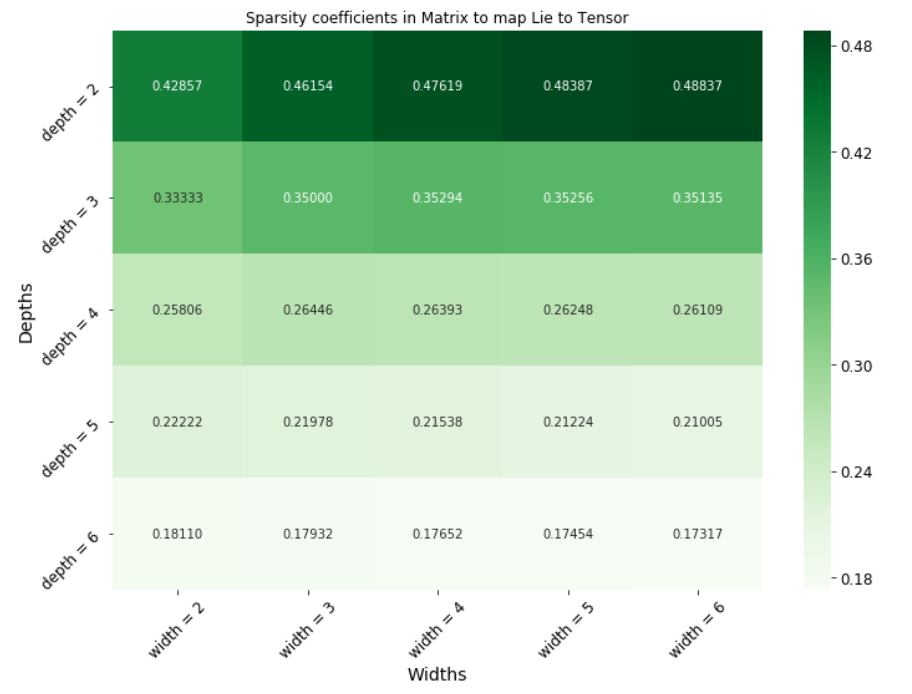 Sparsity coefficients in Matrix to map Lie to Tensor
depth = 2 0.42857 0.46154 0.47619 0.48387 0.48837
depth = 3 0.33333 0.35000 0.35294 0.35256 0.35135
depth = 4 0.25806 0.26446 0.26393 0.26248 0.26109
depth = 5 0.22222 0.21978 0.21538 0.21224 0.21005
depth = 6 0.18110 0.17932 0.17652 0.17454 0.17317
Depths
width = 2 width = 3 width = 4 width = 5 width = 6
Widths
0.48
0.42
0.36
0.30
0.24
0.18